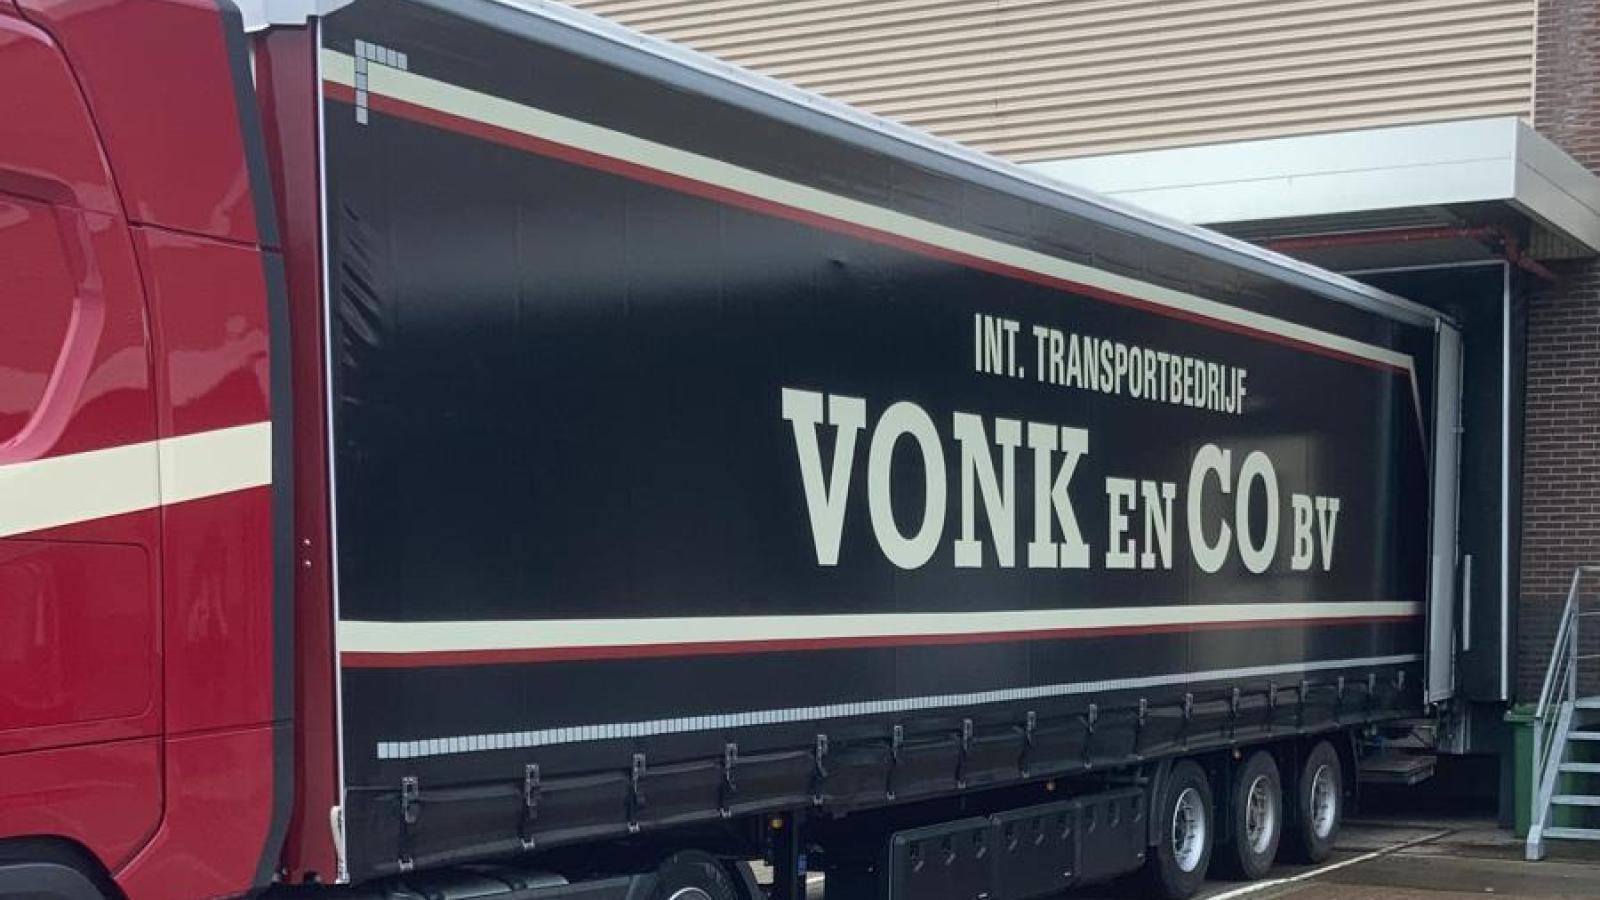 INT. TRANSPORTBEDRIJF
VONK EN CO BV